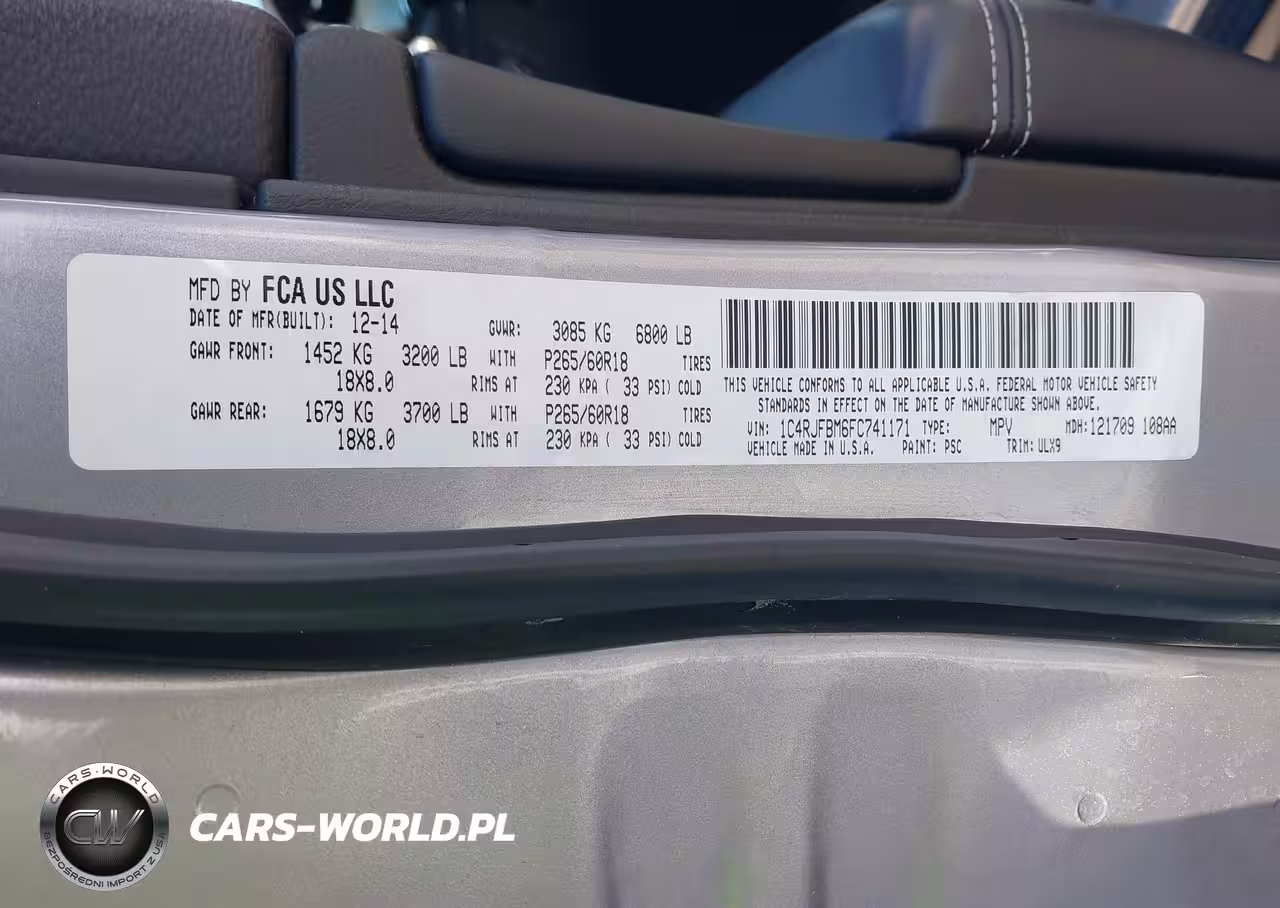 MFD BY FCA US LLC
DATE OF MFR(BUILT): 12-14 GVWR: 3085 KG 6800 LB
GAWR FRONT: 1452 KG 3200 LB WITH P265/60R18 TIRES
18X8.0 RIMS AT 230 KPA ( 33 PSI) COLD
GAWR REAR: 1679 KG 3700 LB WITH P265/60R18 TIRES
18X8.0 RIMS AT 230 KPA ( 33 PSI) COLD
THIS VEHICLE CONFORMS TO ALL APPLICABLE U.S.A. FEDERAL MOTOR VEHICLE SAFETY
STANDARDS IN EFFECT ON THE DATE OF MANUFACTURE SHOWN ABOVE.
VIN: 1C4RJFBM6FC741171 TYPE: MPV MDH: 121709 108AA
VEHICLE MADE IN U.S.A. PAINT: PSC TRIM: ULX9
CARS-WORLD
CW
BEZPOŚREDNI IMPORT Z USA
CARS-WORLD.PL